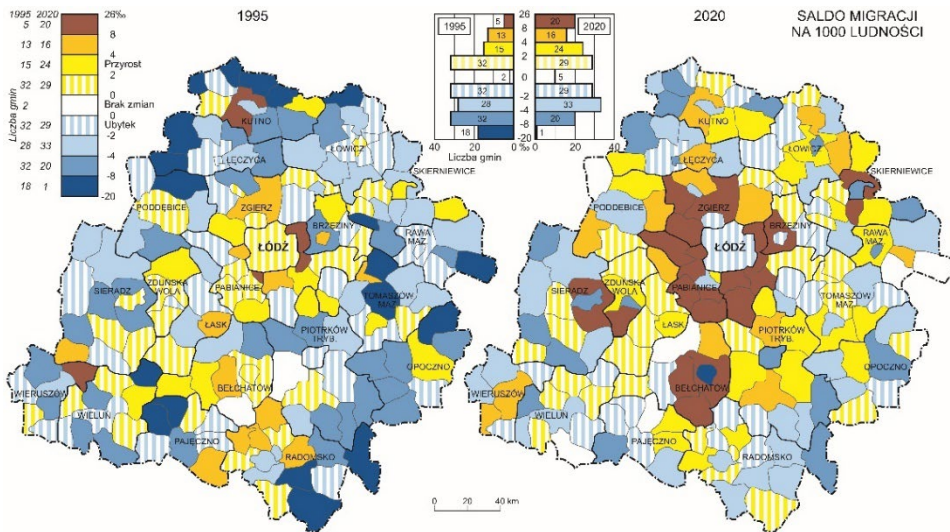 1995
2020
SALDO MIGRACJI
NA 1000 LUDNOŚCI
1995 2020
5 20
13 16
15 24
32 29
2 5
32 29
28 33
32 20
18 1
Liczba gmin
26‰
8
4
Przyrost
2
0
Brak zmian
0
Ubytek
-2
-4
-8
-20
1995
2020
5 26 20
13 8 16
15 4 24
32 2 29
2 0 5
32 0 29
28 -2 33
32 -4 20
18 -8 1
-20
40 20 0 ‰ 0 20 40
Liczba gmin
KUTNO
ŁOWICZ
ŁĘCZYCA
SKIERNIEWICE
PODDĘBICE
ZGIERZ
BRZEZINY
ŁÓDŹ
RAWA
MAZ.
SIERADZ
ZDUŃSKA
WOLA
PABIANICE
TOMASZÓW
MAZ.
ŁASK
PIOTRKÓW
TRYB.
OPOCZNO
WIERUSZÓW
BEŁCHATÓW
WIELUŃ
PAJĘCZNO
RADOMSKO
KUTNO
ŁOWICZ
ŁĘCZYCA
SKIERNIEWICE
PODDĘBICE
ZGIERZ
BRZEZINY
ŁÓDŹ
RAWA
MAZ.
SIERADZ
ZDUŃSKA
WOLA
PABIANICE
TOMASZÓW
MAZ.
ŁASK
PIOTRKÓW
TRYB.
OPOCZNO
WIERUSZÓW
BEŁCHATÓW
WIELUŃ
PAJĘCZNO
RADOMSKO
0 20 40 km